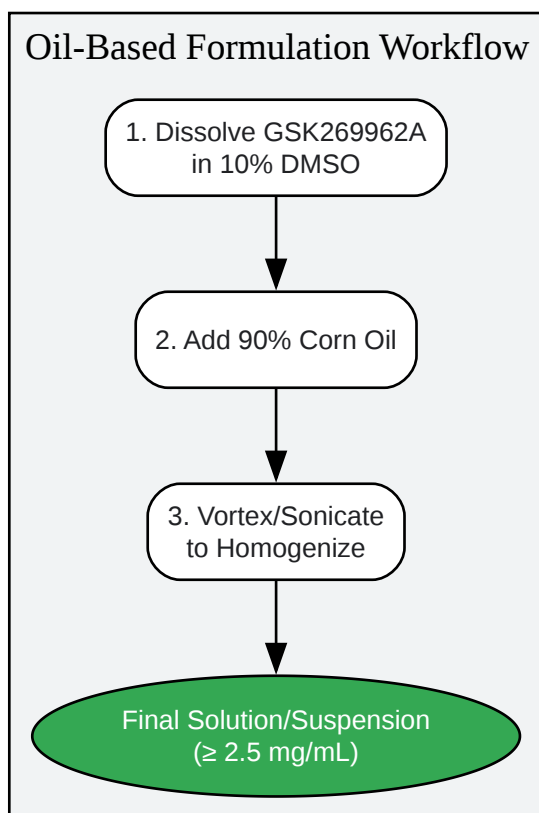 Oil-Based Formulation Workflow
1. Dissolve GSK269962A
in 10% DMSO
2. Add 90% Corn Oil
3. Vortex/Sonicate
to Homogenize
Final Solution/Suspension
(≥ 2.5 mg/mL)